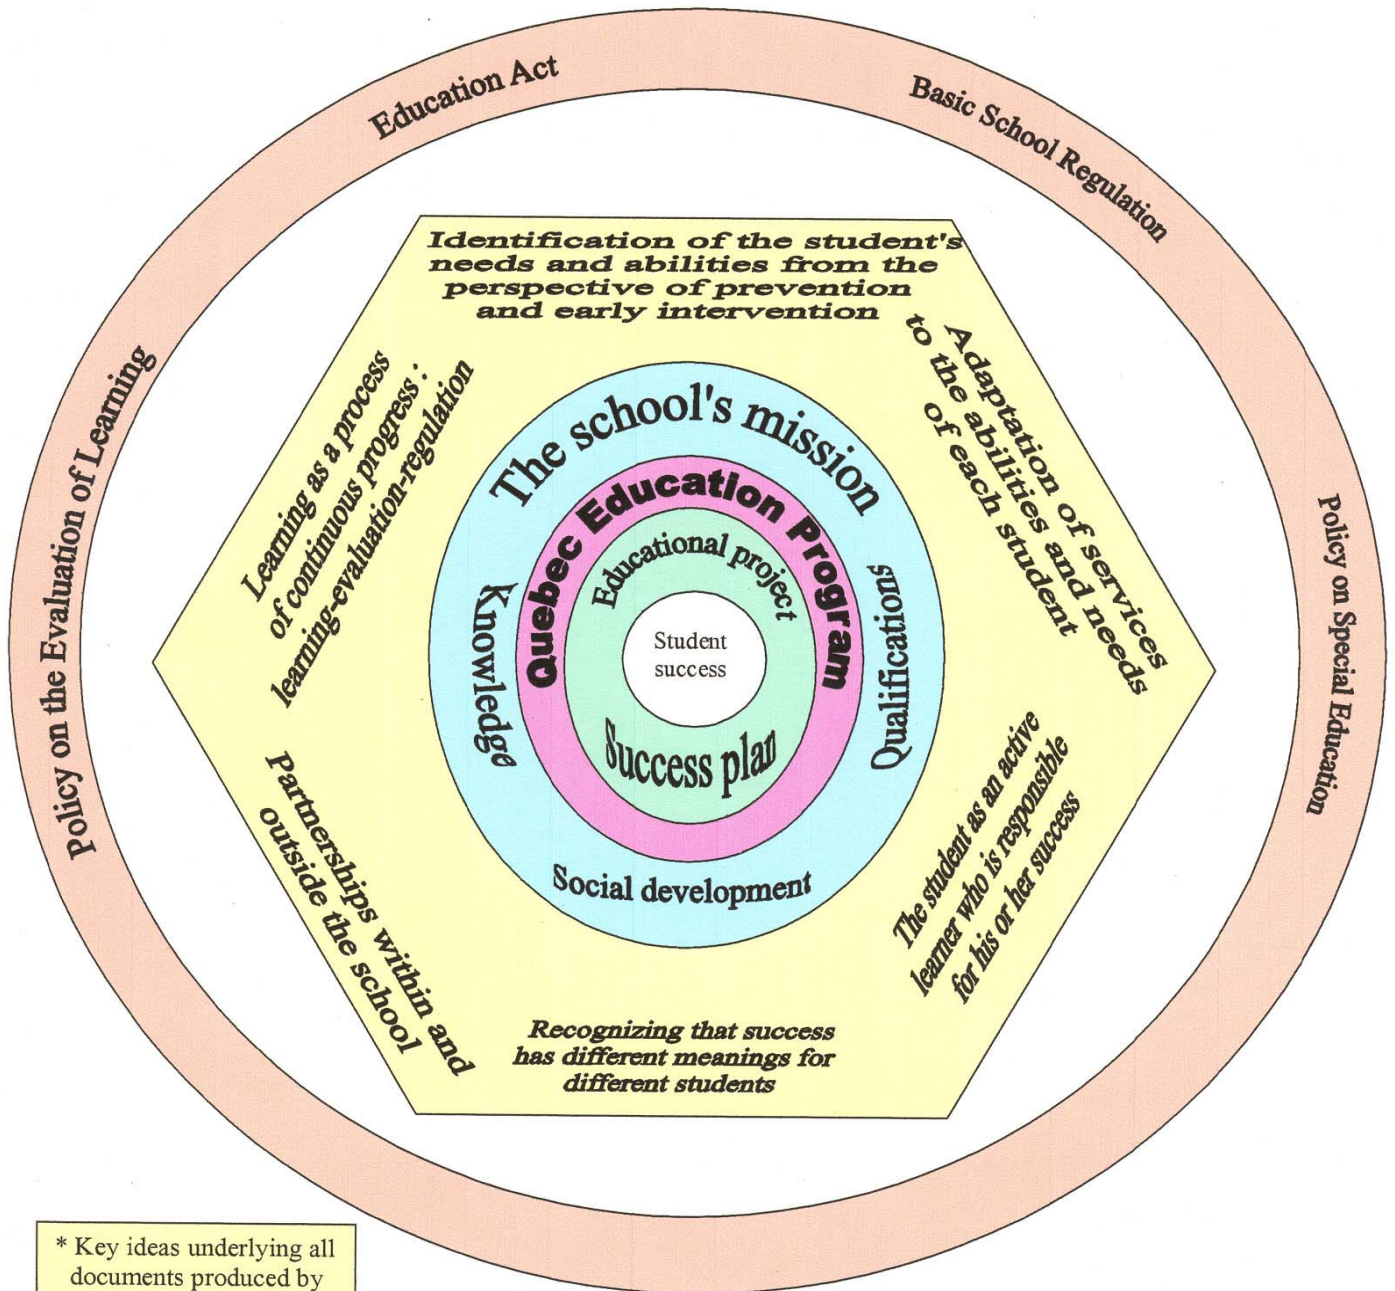 Education Act
Basic School Regulation
Policy on the Evaluation of Learning
Policy on Special Education
Identification of the student's
needs and abilities from the
perspective of prevention
and early intervention
Learning as a process
of continuous progress :
learning-evaluation-regulation
Adaptation of services
to the abilities and needs
of each student
The school's mission
Knowledge
Qualifications
Social development
Quebec Education Program
Educational project
Student
success
Success plan
Partnerships within and
outside the school
The student as an active
learner who is responsible
for his or her success
Recognizing that success
has different meanings for
different students
* Key ideas underlying all
documents produced by